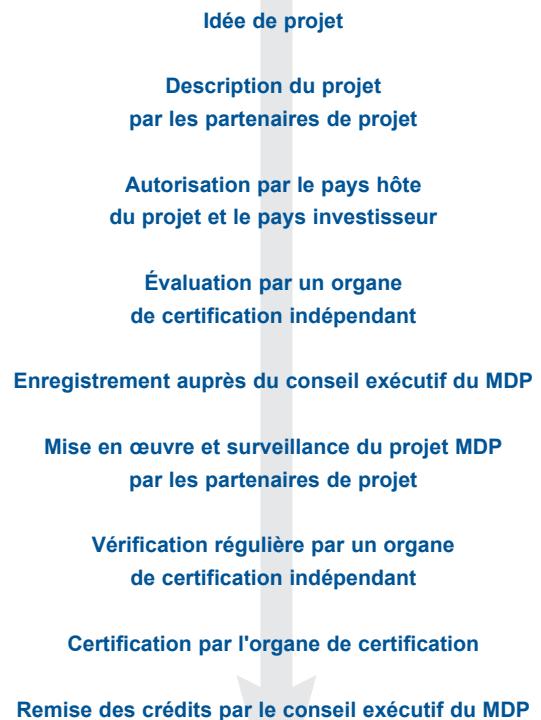 Idée de projet
Description du projet
par les partenaires de projet
Autorisation par le pays hôte
du projet et le pays investisseur
Évaluation par un organe
de certification indépendant
Enregistrement auprès du conseil exécutif du MDP
Mise en œuvre et surveillance du projet MDP
par les partenaires de projet
Vérification régulière par un organe
de certification indépendant
Certification par l'organe de certification
Remise des crédits par le conseil exécutif du MDP